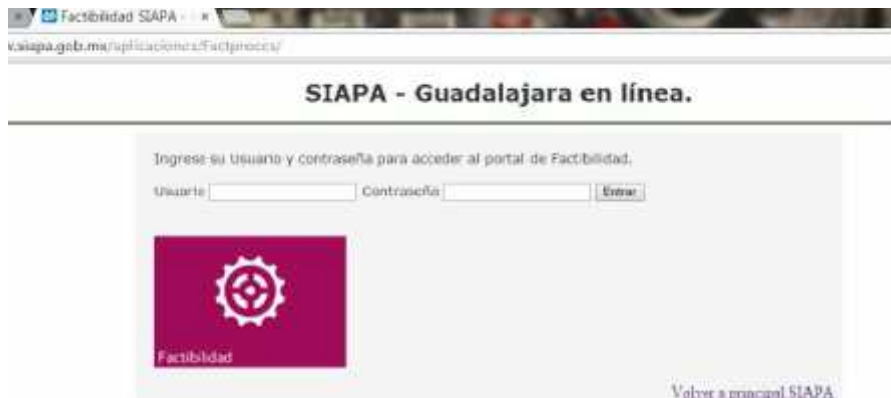 Factibilidad SIAPA -
siapa.gob.mx/aplicaciones/Factproces/
SIAPA - Guadalajara en línea.
Ingrese su Usuario y contraseña para acceder al portal de Factibilidad.
Usuario Contraseña Entrar
Factibilidad
Volver a principal SIAPA